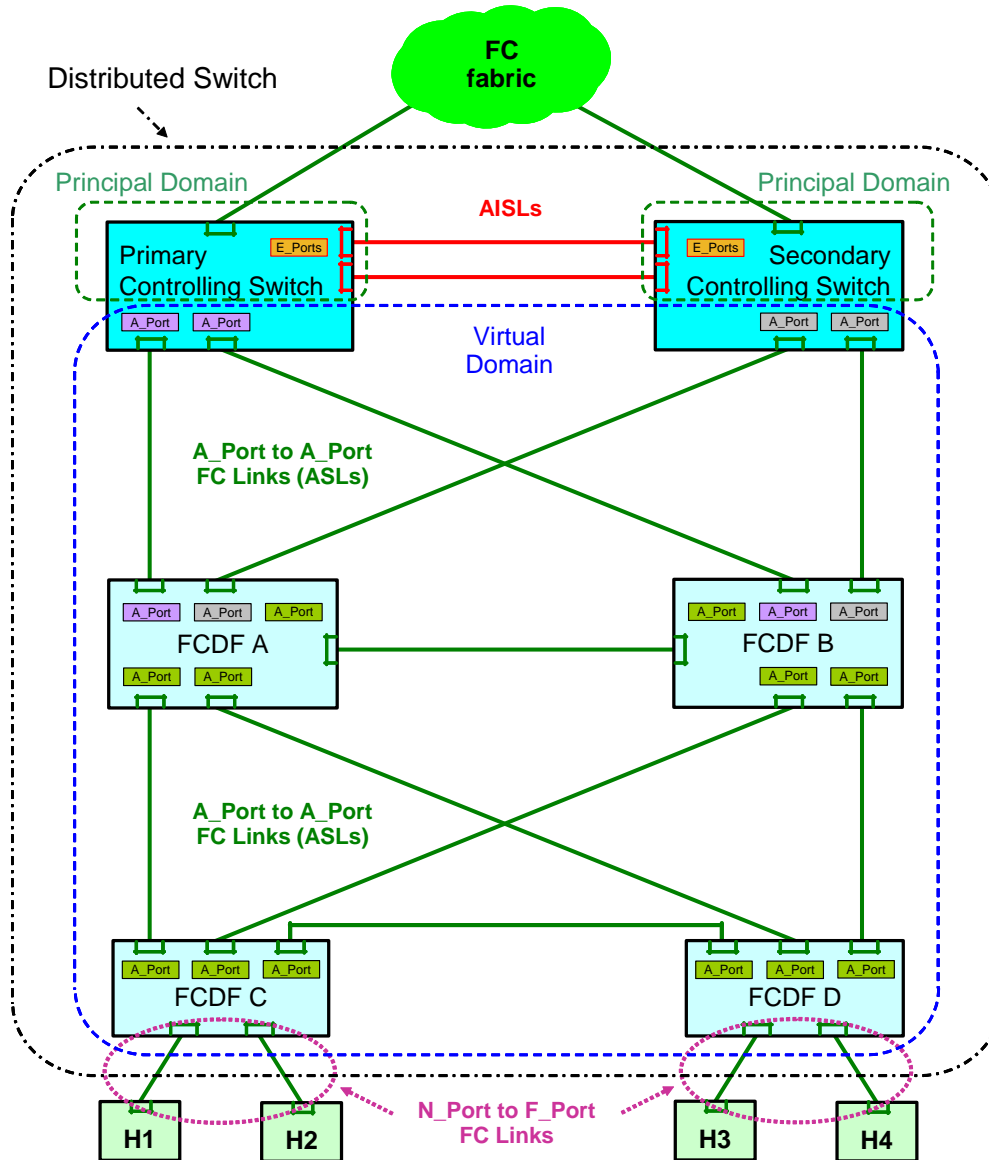 FC
fabric
Distributed Switch
Principal Domain
Principal Domain
AISLs
E_Ports
E_Ports
Primary
Controlling Switch
Secondary
Controlling Switch
A_Port
A_Port
A_Port
A_Port
Virtual
Domain
A_Port to A_Port
FC Links (ASLs)
A_Port
A_Port
A_Port
A_Port
A_Port
A_Port
FCDF A
FCDF B
A_Port
A_Port
A_Port
A_Port
A_Port to A_Port
FC Links (ASLs)
A_Port
A_Port
A_Port
A_Port
A_Port
A_Port
FCDF C
FCDF D
N_Port to F_Port
FC Links
H1
H2
H3
H4